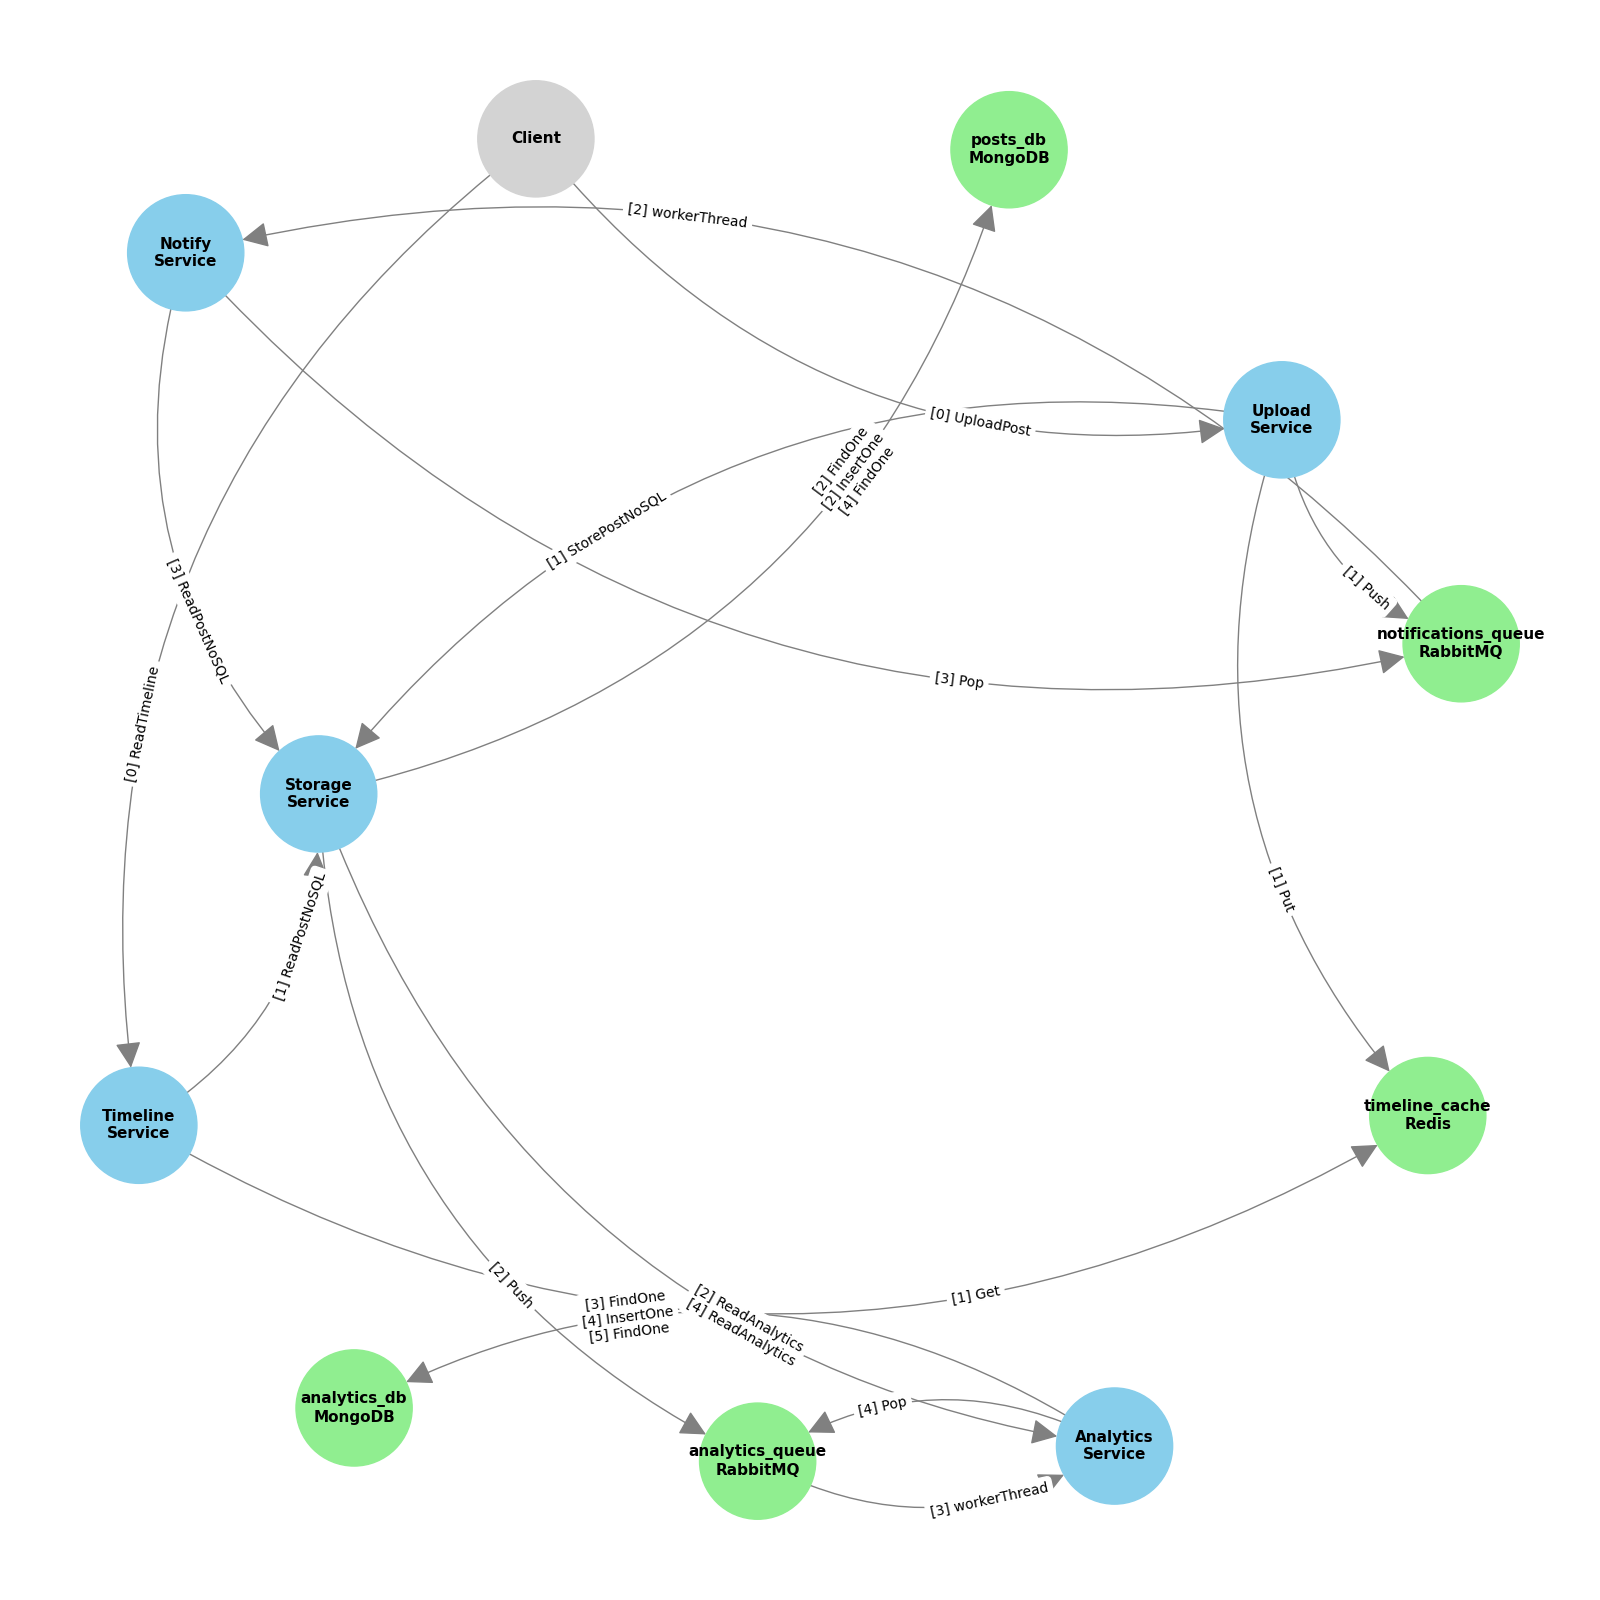 Client
posts_db
MongoDB
[2] workerThread
Notify
Service
Upload
Service
[0] UploadPost
[2] FindOne
[2] InsertOne
[4] FindOne
[1] StorePostNoSQL
[1] Push
[3] ReadPostNoSQL
notifications_queue
RabbitMQ
[3] Pop
[0] ReadTimeline
Storage
Service
[1] Put
[1] ReadPostNoSQL
Timeline
Service
timeline_cache
Redis
[2] Push
[1] Get
[3] FindOne
[4] InsertOne
[5] FindOne
[2] ReadAnalytics
[4] ReadAnalytics
analytics_db
MongoDB
[4] Pop
analytics_queue
RabbitMQ
Analytics
Service
[3] workerThread